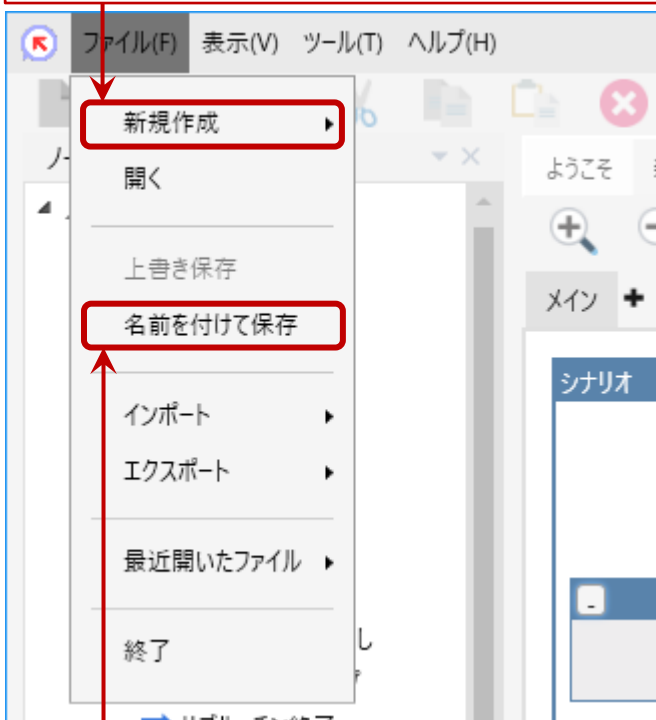 ファイル(F) 表示(V) ツール(T) ヘルプ(H)
新規作成
開く
上書き保存
名前を付けて保存
インポート
エクスポート
最近開いたファイル
終了
ようこそ
メイン
シナリオ